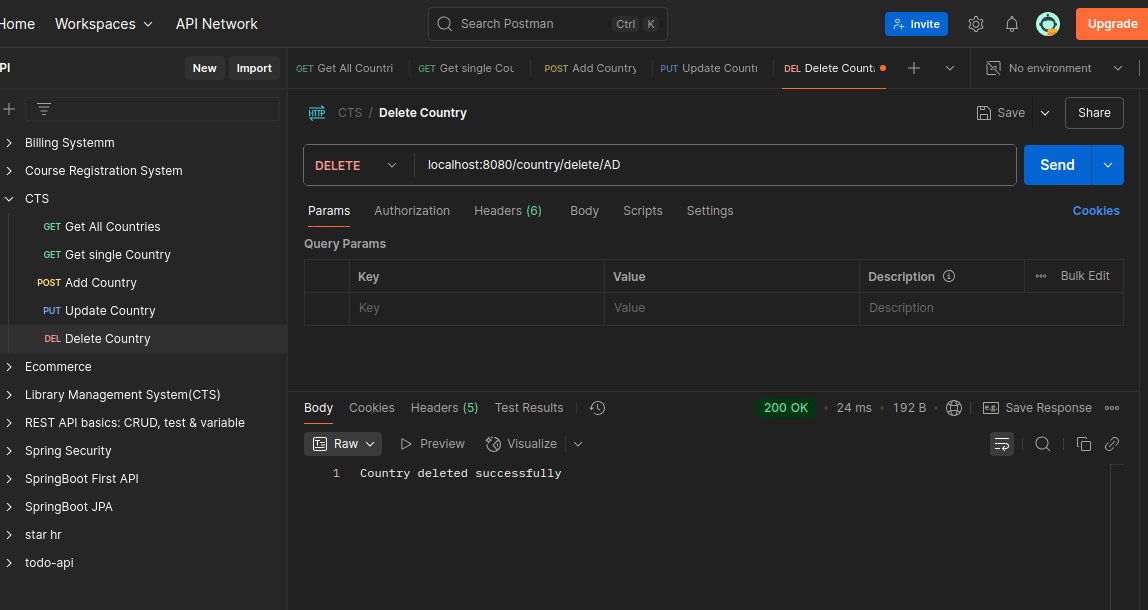 Home Workspaces API Network Search Postman Ctrl K Invite Upgrade
PI New Import GET Get All Countri GET Get single Cou POST Add Country PUT Update Countr DEL Delete Count No environment
HTTP CTS / Delete Country Save Share
Billing Systemm
Course Registration System
CTS
GET Get All Countries
GET Get single Country
POST Add Country
PUT Update Country
DEL Delete Country
Ecommerce
Library Management System(CTS)
REST API basics: CRUD, test & variable
Spring Security
SpringBoot First API
SpringBoot JPA
star hr
todo-api
DELETE localhost:8080/country/delete/AD Send
Params Authorization Headers (6) Body Scripts Settings Cookies
Query Params
Key Value Description Bulk Edit
Key Value Description
Body Cookies Headers (5) Test Results 200 OK 24 ms 192 B Save Response
Raw Preview Visualize
1 Country deleted successfully